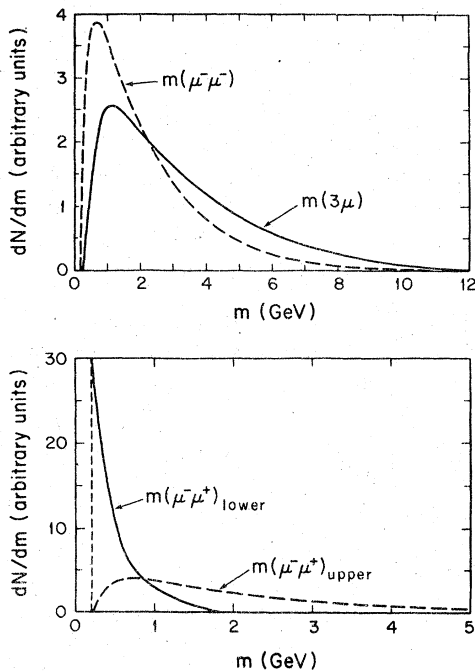 dN/dm (arbitrary units)
4
3
2
1
0
m(μ⁻μ⁻)
m(3μ)
0 2 4 6 8 10 12
m (GeV)
dN/dm (arbitrary units)
30
20
10
0
m(μ⁻μ⁺)lower
m(μ⁻μ⁺)upper
0 1 2 3 4 5
m (GeV)